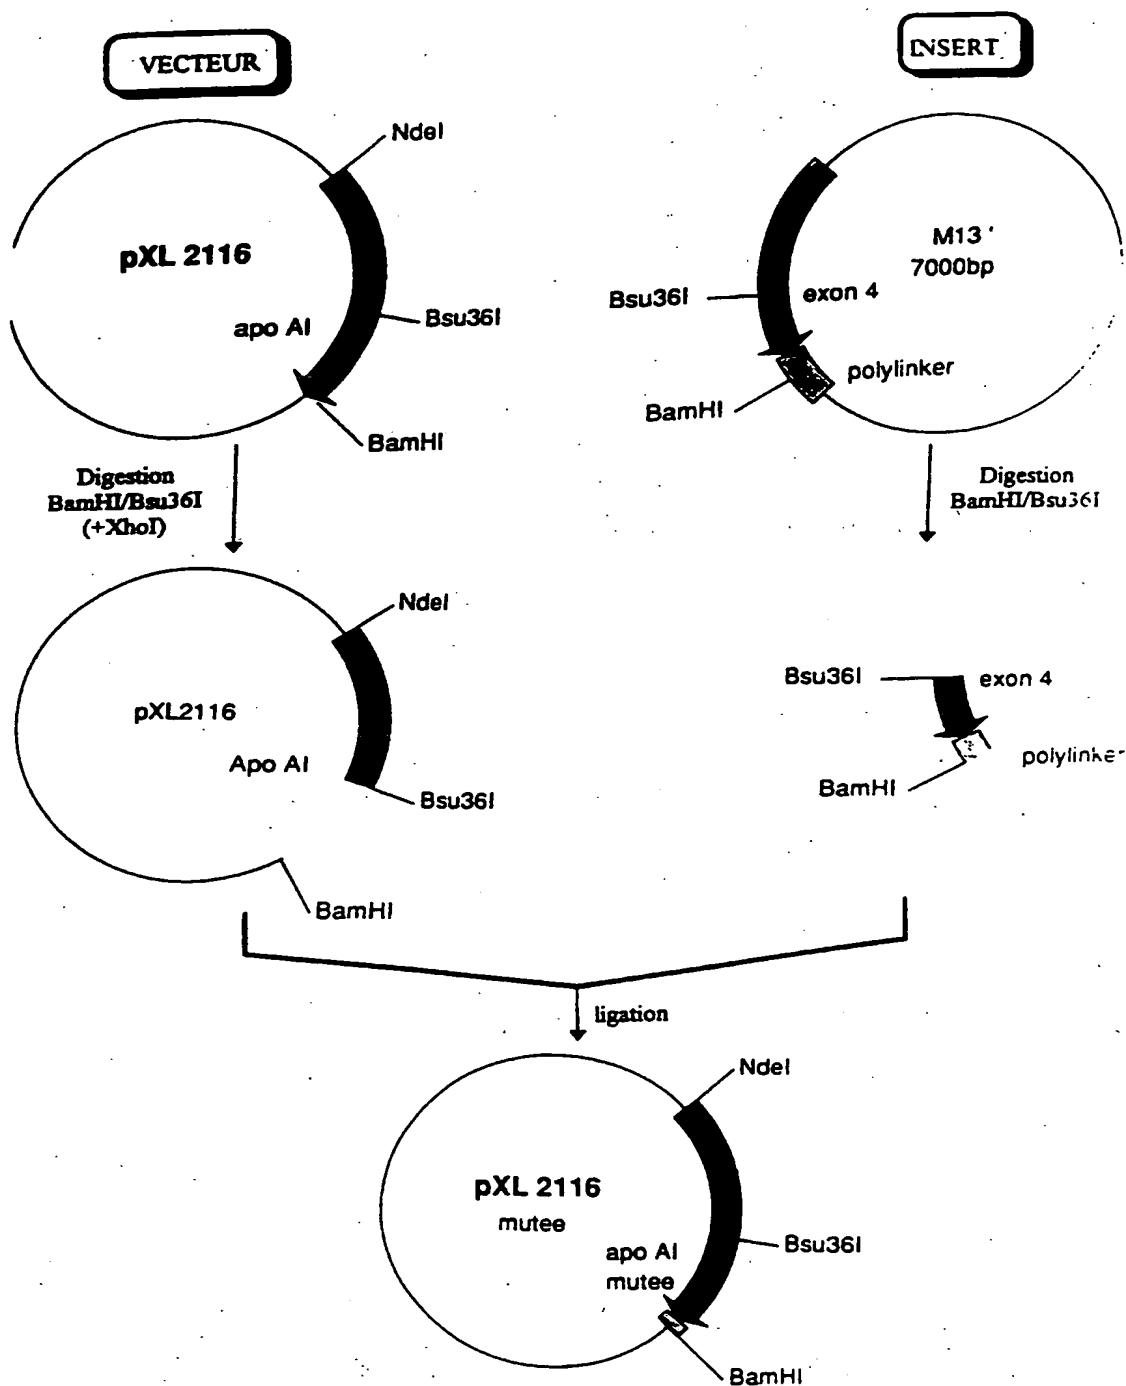 VECTEUR
INSERT
NdeI
pXL 2116
apo AI
Bsu36I
BamHI
M13 '
7000bp
Bsu36I
exon 4
polylinker
BamHI
Digestion
BamHI/Bsu36I
(+XhoI)
Digestion
BamHI/Bsu36I
NdeI
pXL2116
Apo AI
Bsu36I
BamHI
Bsu36I
exon 4
polylinker
BamHI
ligation
NdeI
pXL 2116
mutee
apo AI
mutee
Bsu36I
BamHI